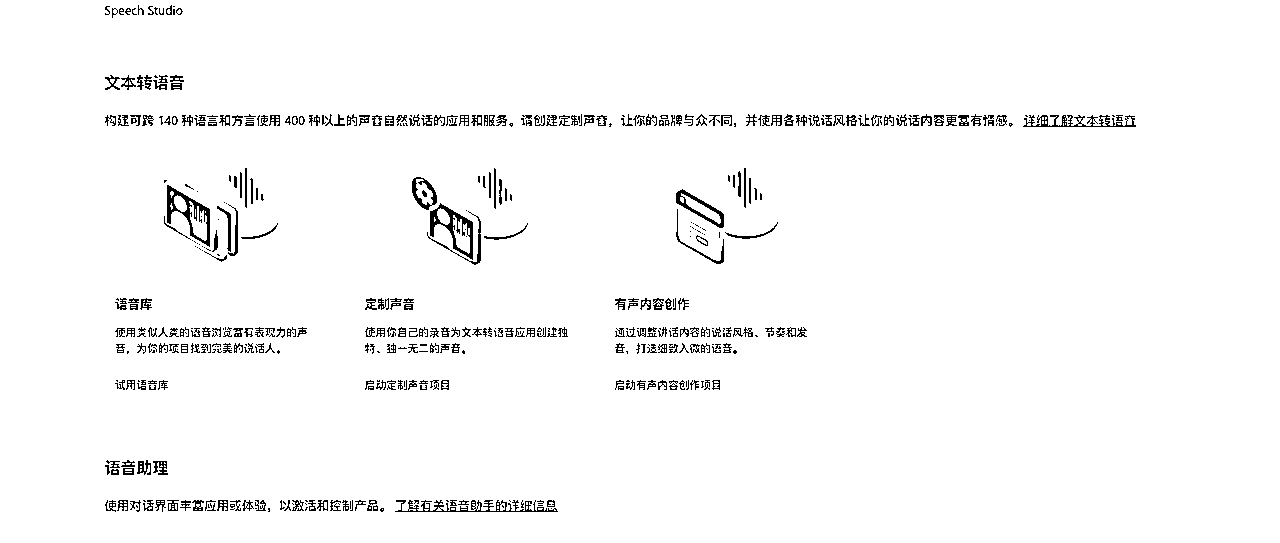 Speech Studio
文本转语音
构建可跨 140 种语言和方言使用 400 种以上的声音自然说话的应用和服务。请创建定制声音，让你的品牌与众不同，并使用各种说话风格让你的说话内容更富有情感。 详细了解文本转语音
语音库
使用类似人类的语音浏览富有表现力的声
音，为你的项目找到完美的说话人。
试用语音库
定制声音
使用你自己的录音为文本转语音应用创建独
特、独一无二的声音。
启动定制声音项目
有声内容创作
通过调整讲话内容的说话风格、节奏和发
音，打造细致入微的语音。
启动有声内容创作项目
语音助理
使用对话界面丰富应用或体验，以激活和控制产品。 了解有关语音助手的详细信息